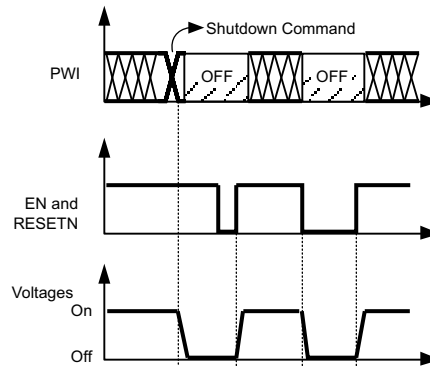 Shutdown Command
PWI
OFF
OFF
EN and
RESETN
Voltages
On
Off